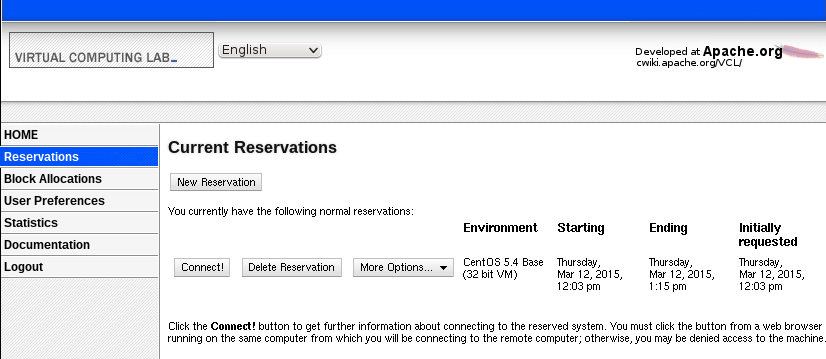 VIRTUAL COMPUTING LAB_
English
Developed at Apache.org
cwiki.apache.org/VCL/
HOME
Reservations
Block Allocations
User Preferences
Statistics
Documentation
Logout
Current Reservations
New Reservation
You currently have the following normal reservations:
Environment Starting Ending Initially
requested
Connect! Delete Reservation More Options... CentOS 5.4 Base Thursday, Thursday, Thursday,
(32 bit VM) Mar 12, 2015, Mar 12, 2015, Mar 12, 2015,
12:03 pm 1:15 pm 12:03 pm
Click the Connect! button to get further information about connecting to the reserved system. You must click the button from a web browser
running on the same computer from which you will be connecting to the remote computer; otherwise, you may be denied access to the machine.